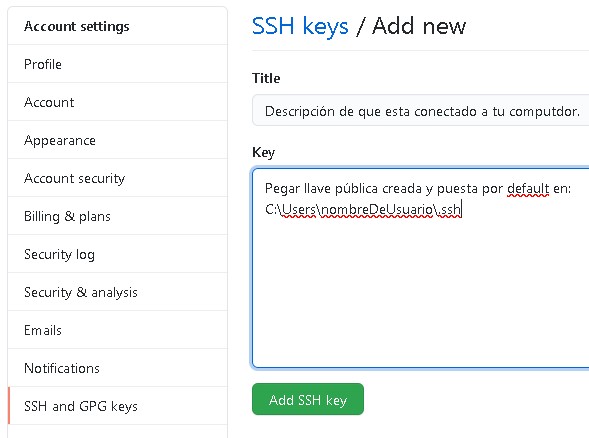 Account settings
Profile
Account
Appearance
Account security
Billing & plans
Security log
Security & analysis
Emails
Notifications
SSH and GPG keys
SSH keys / Add new
Title
Descripción de que esta conectado a tu computdor.
Key
Pegar llave pública creada y puesta por default en:
C:\Users\nombreDeUsuario\.ssh
Add SSH key